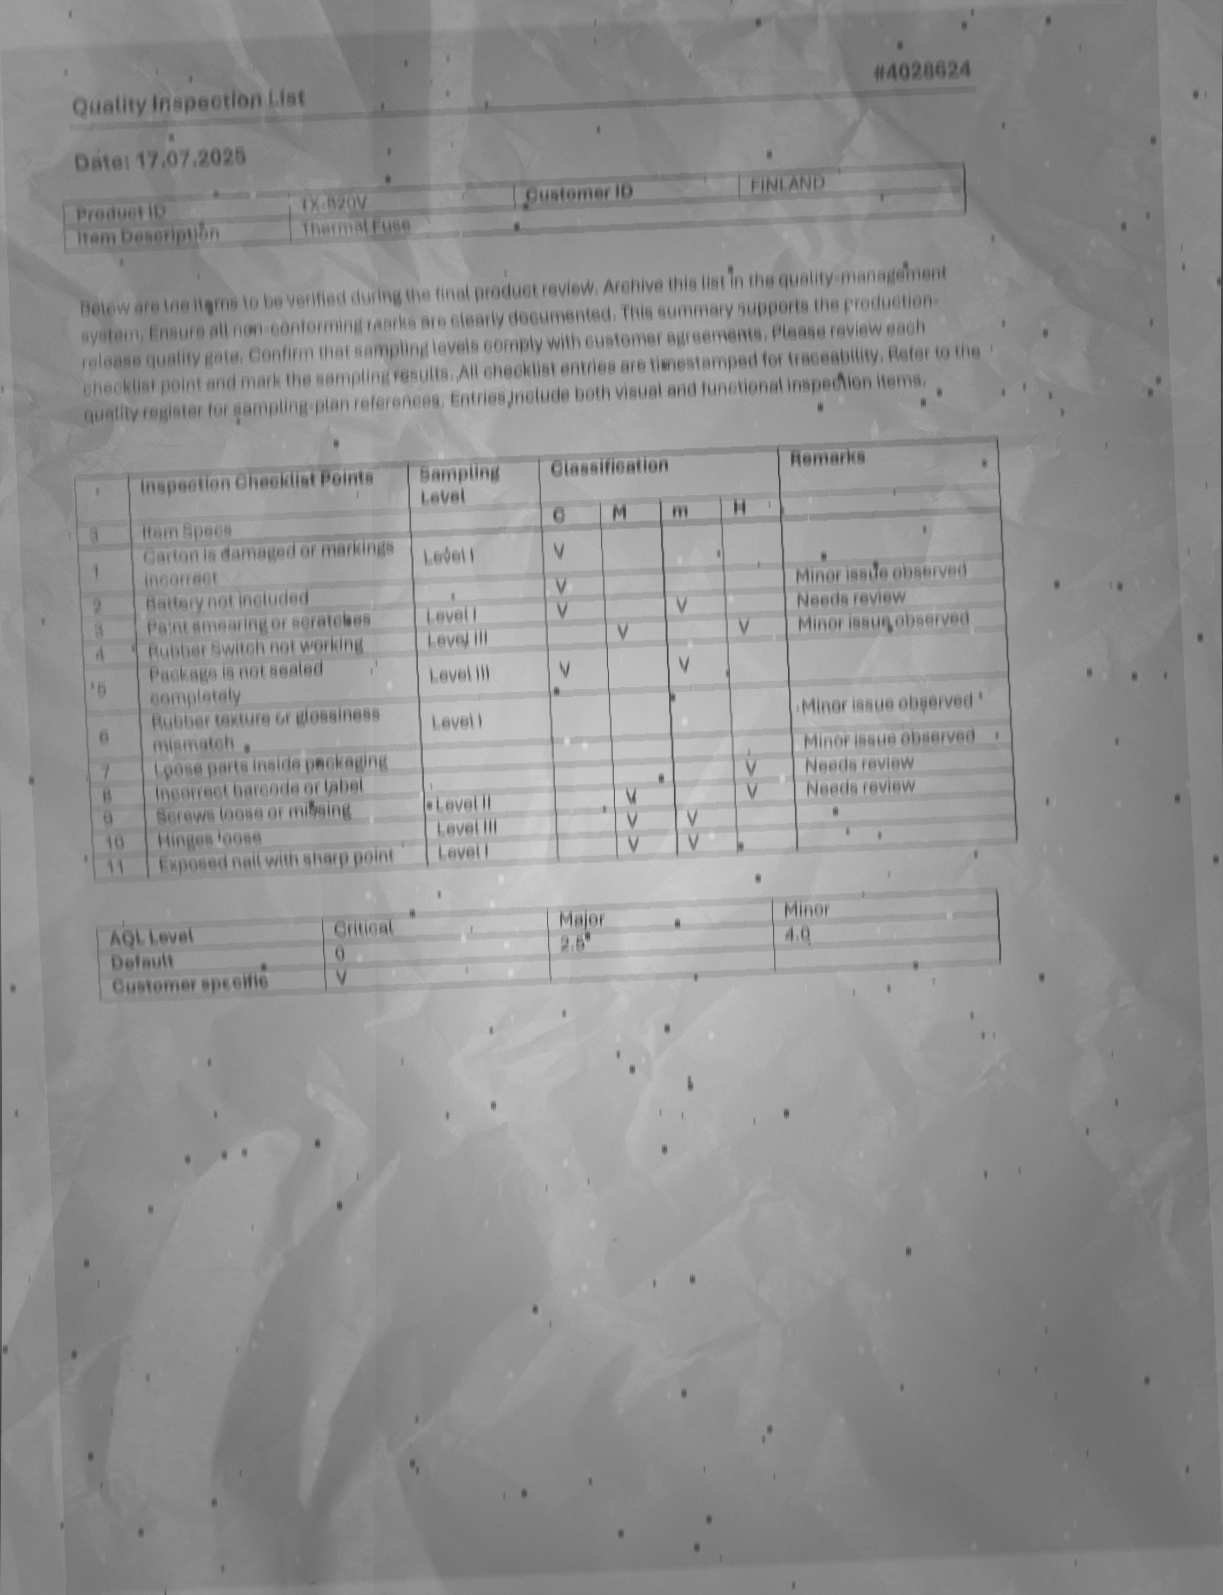 #4028624
Quality Inspection List
Date: 17.07.2025
Product ID TX-820V Customer ID FINLAND
Item Description Thermal Fuse
Below are the items to be verified during the final product review. Archive this list in the quality-management
system. Ensure all non-conforming marks are clearly documented. This summary supports the production-
release quality gate. Confirm that sampling levels comply with customer agreements. Please review each
checklist point and mark the sampling results. All checklist entries are timestamped for traceability. Refer to the
quality register for sampling-plan references. Entries include both visual and functional inspection items.
Inspection Checklist Points Sampling Level Classification Remarks
C M m H
3 Item Specs
1 Carton is damaged or markings incorrect Level I V
2 Battery not included V Minor issue observed
3 Paint smearing or scratches Level I V V Needs review
4 Rubber Switch not working Level III V V Minor issue observed
5 Package is not sealed completely Level III V V
6 Rubber texture or glossiness mismatch Level I Minor issue observed
7 Loose parts inside packaging Minor issue observed
8 Incorrect barcode or label V Needs review
9 Screws loose or missing Level II V V Needs review
10 Hinges loose Level III V V
11 Exposed nail with sharp point Level I V V
AQL Level Critical Major Minor
Default 0 2.5 4.0
Customer specific V